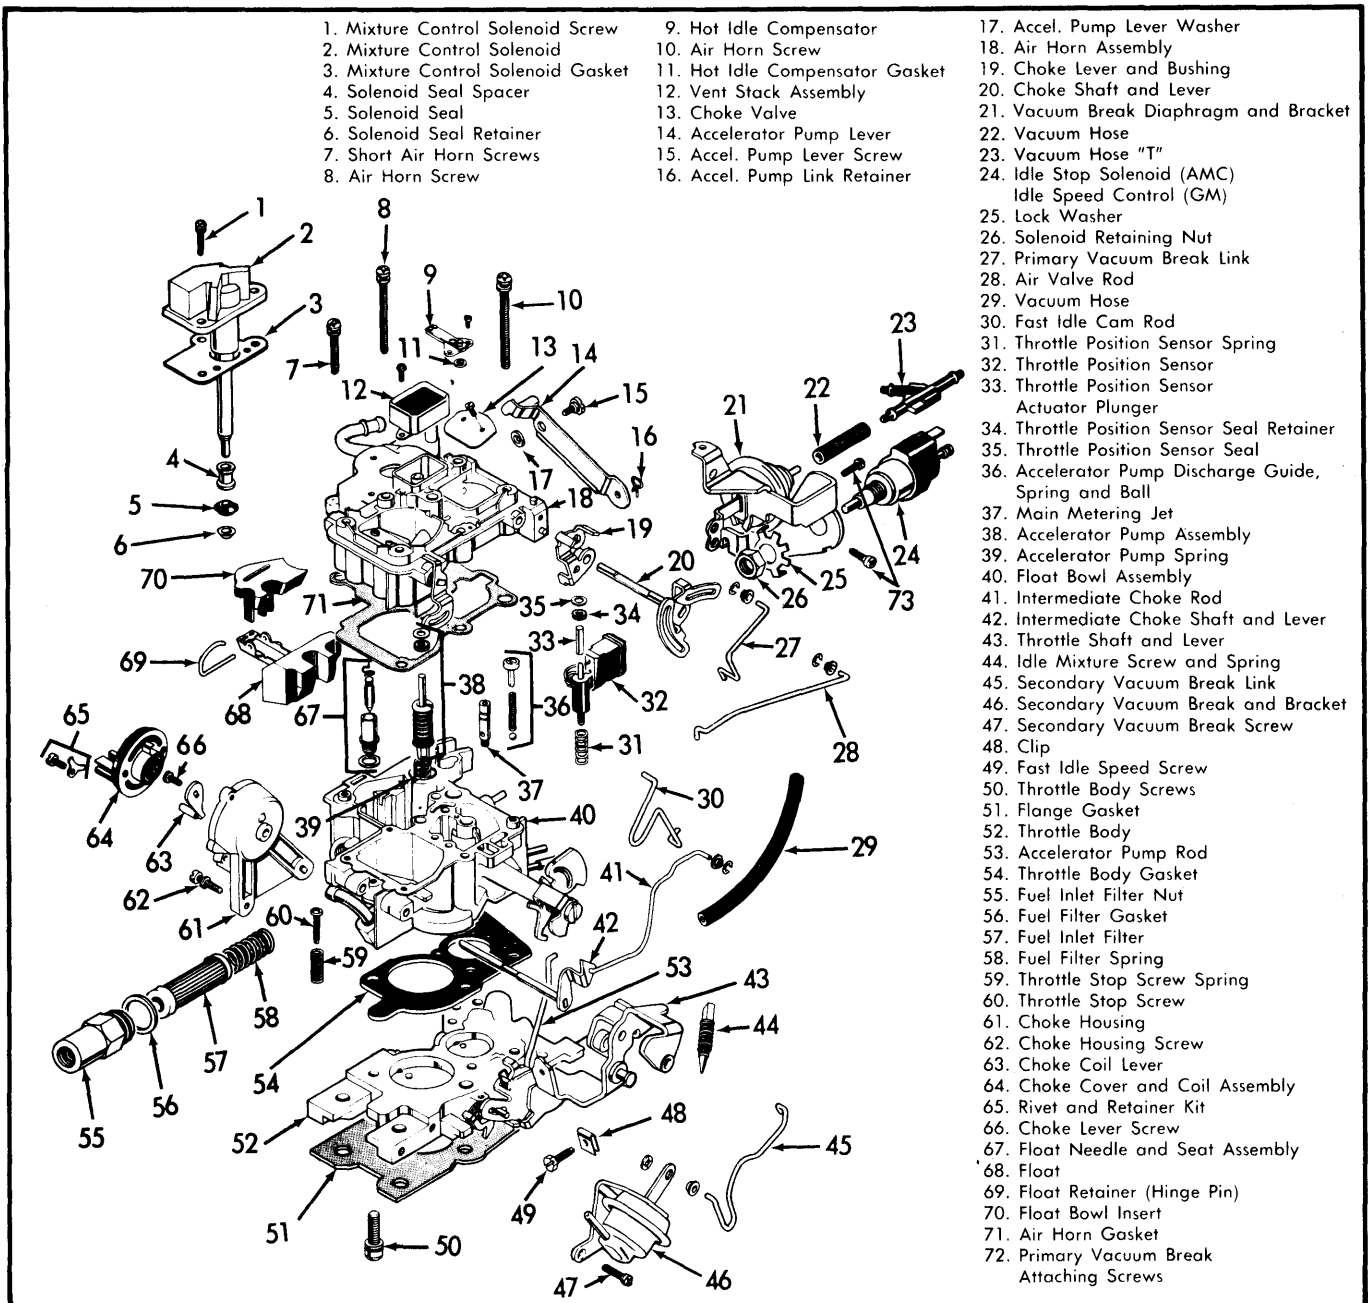 1. Mixture Control Solenoid Screw
2. Mixture Control Solenoid
3. Mixture Control Solenoid Gasket
4. Solenoid Seal Spacer
5. Solenoid Seal
6. Solenoid Seal Retainer
7. Short Air Horn Screws
8. Air Horn Screw
9. Hot Idle Compensator
10. Air Horn Screw
11. Hot Idle Compensator Gasket
12. Vent Stack Assembly
13. Choke Valve
14. Accelerator Pump Lever
15. Accel. Pump Lever Screw
16. Accel. Pump Link Retainer
17. Accel. Pump Lever Washer
18. Air Horn Assembly
19. Choke Lever and Bushing
20. Choke Shaft and Lever
21. Vacuum Break Diaphragm and Bracket
22. Vacuum Hose
23. Vacuum Hose "T"
24. Idle Stop Solenoid (AMC)
Idle Speed Control (GM)
25. Lock Washer
26. Solenoid Retaining Nut
27. Primary Vacuum Break Link
28. Air Valve Rod
29. Vacuum Hose
30. Fast Idle Cam Rod
31. Throttle Position Sensor Spring
32. Throttle Position Sensor
33. Throttle Position Sensor
Actuator Plunger
34. Throttle Position Sensor Seal Retainer
35. Throttle Position Sensor Seal
36. Accelerator Pump Discharge Guide,
Spring and Ball
37. Main Metering Jet
38. Accelerator Pump Assembly
39. Accelerator Pump Spring
40. Float Bowl Assembly
41. Intermediate Choke Rod
42. Intermediate Choke Shaft and Lever
43. Throttle Shaft and Lever
44. Idle Mixture Screw and Spring
45. Secondary Vacuum Break Link
46. Secondary Vacuum Break and Bracket
47. Secondary Vacuum Break Screw
48. Clip
49. Fast Idle Speed Screw
50. Throttle Body Screws
51. Flange Gasket
52. Throttle Body
53. Accelerator Pump Rod
54. Throttle Body Gasket
55. Fuel Inlet Filter Nut
56. Fuel Filter Gasket
57. Fuel Inlet Filter
58. Fuel Filter Spring
59. Throttle Stop Screw Spring
60. Throttle Stop Screw
61. Choke Housing
62. Choke Housing Screw
63. Choke Coil Lever
64. Choke Cover and Coil Assembly
65. Rivet and Retainer Kit
66. Choke Lever Screw
67. Float Needle and Seat Assembly
68. Float
69. Float Retainer (Hinge Pin)
70. Float Bowl Insert
71. Air Horn Gasket
72. Primary Vacuum Break
Attaching Screws
1
2
3
4
5
6
7
8
9
10
11
12
13
14
15
16
17
18
19
20
21
22
23
24
25
26
73
27
28
29
30
31
32
33
34
35
36
37
38
39
40
41
42
43
44
45
46
47
48
49
50
51
52
53
54
55
56
57
58
59
60
61
62
63
64
65
66
67
68
69
70
71